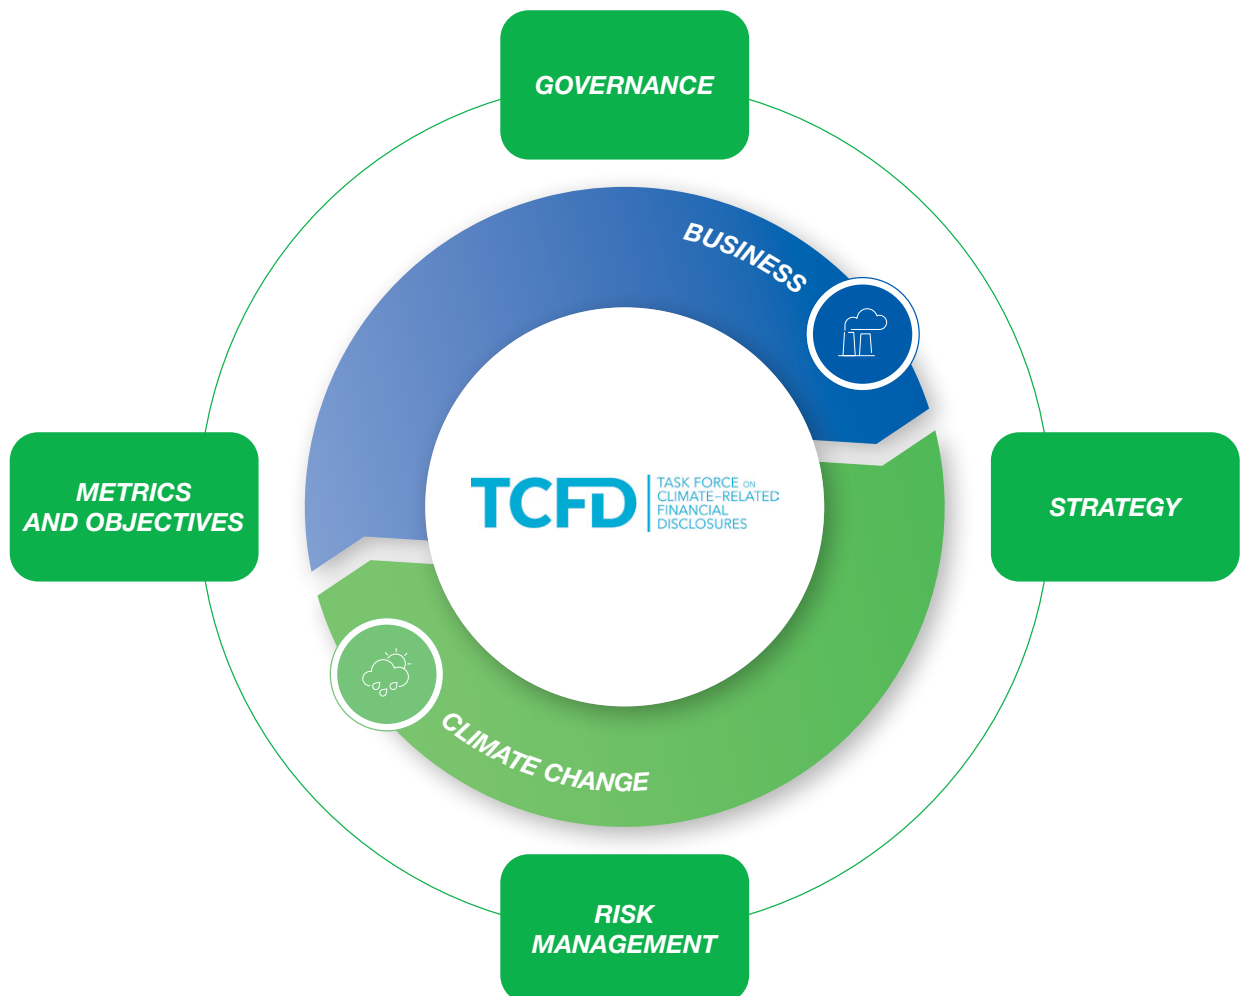 GOVERNANCE
BUSINESS
METRICS
AND OBJECTIVES
TCFD
TASK FORCE ON
CLIMATE-RELATED
FINANCIAL
DISCLOSURES
STRATEGY
CLIMATE CHANGE
RISK
MANAGEMENT